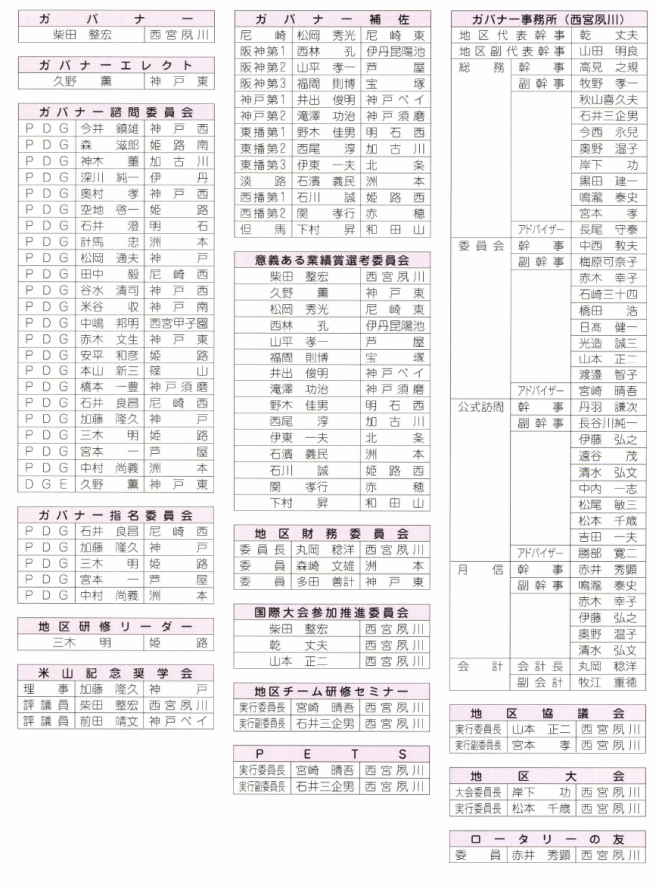 ガバナー
柴田 整宏 西宮夙川
ガバナーエレクト
久野 薫 神戸東
ガバナー諮問委員会
PDG 今井 鎮雄 神戸西
PDG 森 滋郎 姫路南
PDG 神木 董 加古川
PDG 深川 純一 伊丹
PDG 奥村 孝 神戸西
PDG 空地 啓一 姫路
PDG 石井 澄 明石
PDG 計馬 忠 洲本
PDG 松岡 通夫 神戸
PDG 田中 毅 尼崎西
PDG 谷水 清司 神戸西
PDG 米谷 収 神戸南
PDG 中嶋 邦明 西宮甲子園
PDG 赤木 文生 神戸東
PDG 安平 和彦 姫路
PDG 本山 新三 篠山
PDG 橋本 一豊 神戸須磨
PDG 石井 良昌 尼崎西
PDG 加藤 隆久 神戸
PDG 三木 明 姫路
PDG 宮本 一 芦屋
PDG 中村 尚義 洲本
DGE 久野 薫 神戸東
ガバナー指名委員会
PDG 石井 良昌 尼崎西
PDG 加藤 隆久 神戸
PDG 三木 明 姫路
PDG 宮本 一 芦屋
PDG 中村 尚義 洲本
地区研修リーダー
三木 明 姫路
米山記念奨学会
理事 加藤 隆久 神戸
評議員 柴田 整宏 西宮夙川
評議員 前田 靖文 神戸ベイ
ガバナー補佐
尼崎 松岡 秀光 尼崎東
阪神第1 西林 孔 伊丹昆陽池
阪神第2 山平 孝一 芦屋
阪神第3 福周 則博 宝塚
神戸第1 井出 俊明 神戸ベイ
神戸第2 滝澤 功治 神戸須磨
東播第1 野木 佳男 明石西
東播第2 西尾 淳 加古川
東播第3 伊東 一夫 北条
淡路 石濱 義民 洲本
西播第1 石川 誠 姫路西
西播第2 関 孝行 赤穂
但馬 下村 昇 和田山
意義ある業績賞選考委員会
柴田 整宏 西宮夙川
久野 薫 神戸東
松岡 秀光 尼崎東
西林 孔 伊丹昆陽池
山平 孝一 芦屋
福周 則博 宝塚
井出 俊明 神戸ベイ
滝澤 功治 神戸須磨
野木 佳男 明石西
西尾 淳 加古川
伊東 一夫 北条
石濱 義民 洲本
石川 誠 姫路西
関 孝行 赤穂
下村 昇 和田山
地区財務委員会
委員長 丸岡 稔洋 西宮夙川
委員 森崎 文雄 洲本
委員 多田 善計 神戸東
国際大会参加推進委員会
柴田 整宏 西宮夙川
乾 丈夫 西宮夙川
山本 正二 西宮夙川
地区チーム研修セミナー
実行委員長 宮崎 晴吾 西宮夙川
実行副委員長 石井三企男 西宮夙川
PETS
実行委員長 宮崎 晴吾 西宮夙川
実行副委員長 石井三企男 西宮夙川
ガバナー事務所(西宮夙川)
地区代表幹事 乾 丈夫
地区副代表幹事 山田 明良
総務 幹事 高見 之規
副幹事 牧野 孝一
秋山喜久夫
石井三企男
今西 永兒
奥野 温子
岸下 功
黒田 建一
鳴瀧 泰史
宮本 孝
アドバイザー 長尾 守泰
委員会 幹事 中西 敦夫
副幹事 梅原可奈子
赤木 幸子
石崎三十四
橋田 浩
日高 健一
光造 誠三
山本 正二
渡邉 智子
アドバイザー 宮崎 晴吾
公式訪問 幹事 丹羽 謙次
副幹事 長谷川純一
伊藤 弘之
遠谷 茂
清水 弘文
中内 一志
松尾 敏三
松本 千歳
吉田 一夫
アドバイザー 勝部 寛二
月信 幹事 赤井 秀顕
副幹事 鳴瀧 泰史
赤木 幸子
伊藤 弘之
奥野 温子
清水 弘文
会計 会計長 丸岡 稔洋
副会計 牧江 重徳
地区協議会
実行委員長 山本 正二 西宮夙川
実行副委員長 宮本 孝 西宮夙川
地区大会
大会委員長 岸下 功 西宮夙川
実行委員長 松本 千歳 西宮夙川
ロータリーの友
委員 赤井 秀顕 西宮夙川